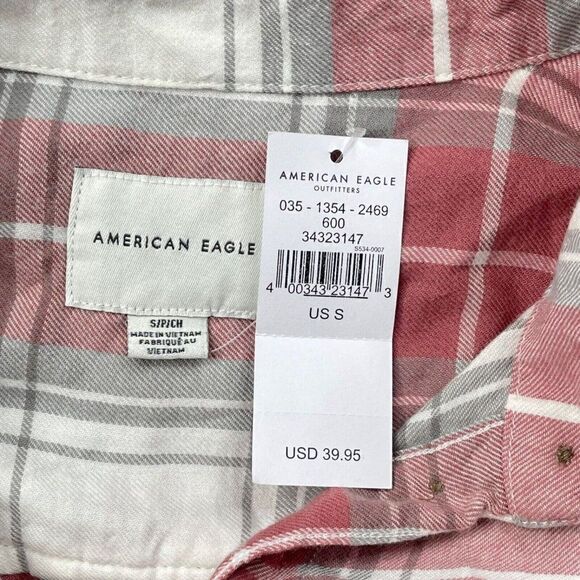 AMERICAN EAGLE
S/P/CH
MADE IN VIETNAM
FABRIQUÉ AU
VIETNAM
AMERICAN EAGLE
OUTFITTERS
035 - 1354 - 2469
600
34323147
S534-0007
4 00343 23147 3
US S
USD 39.95